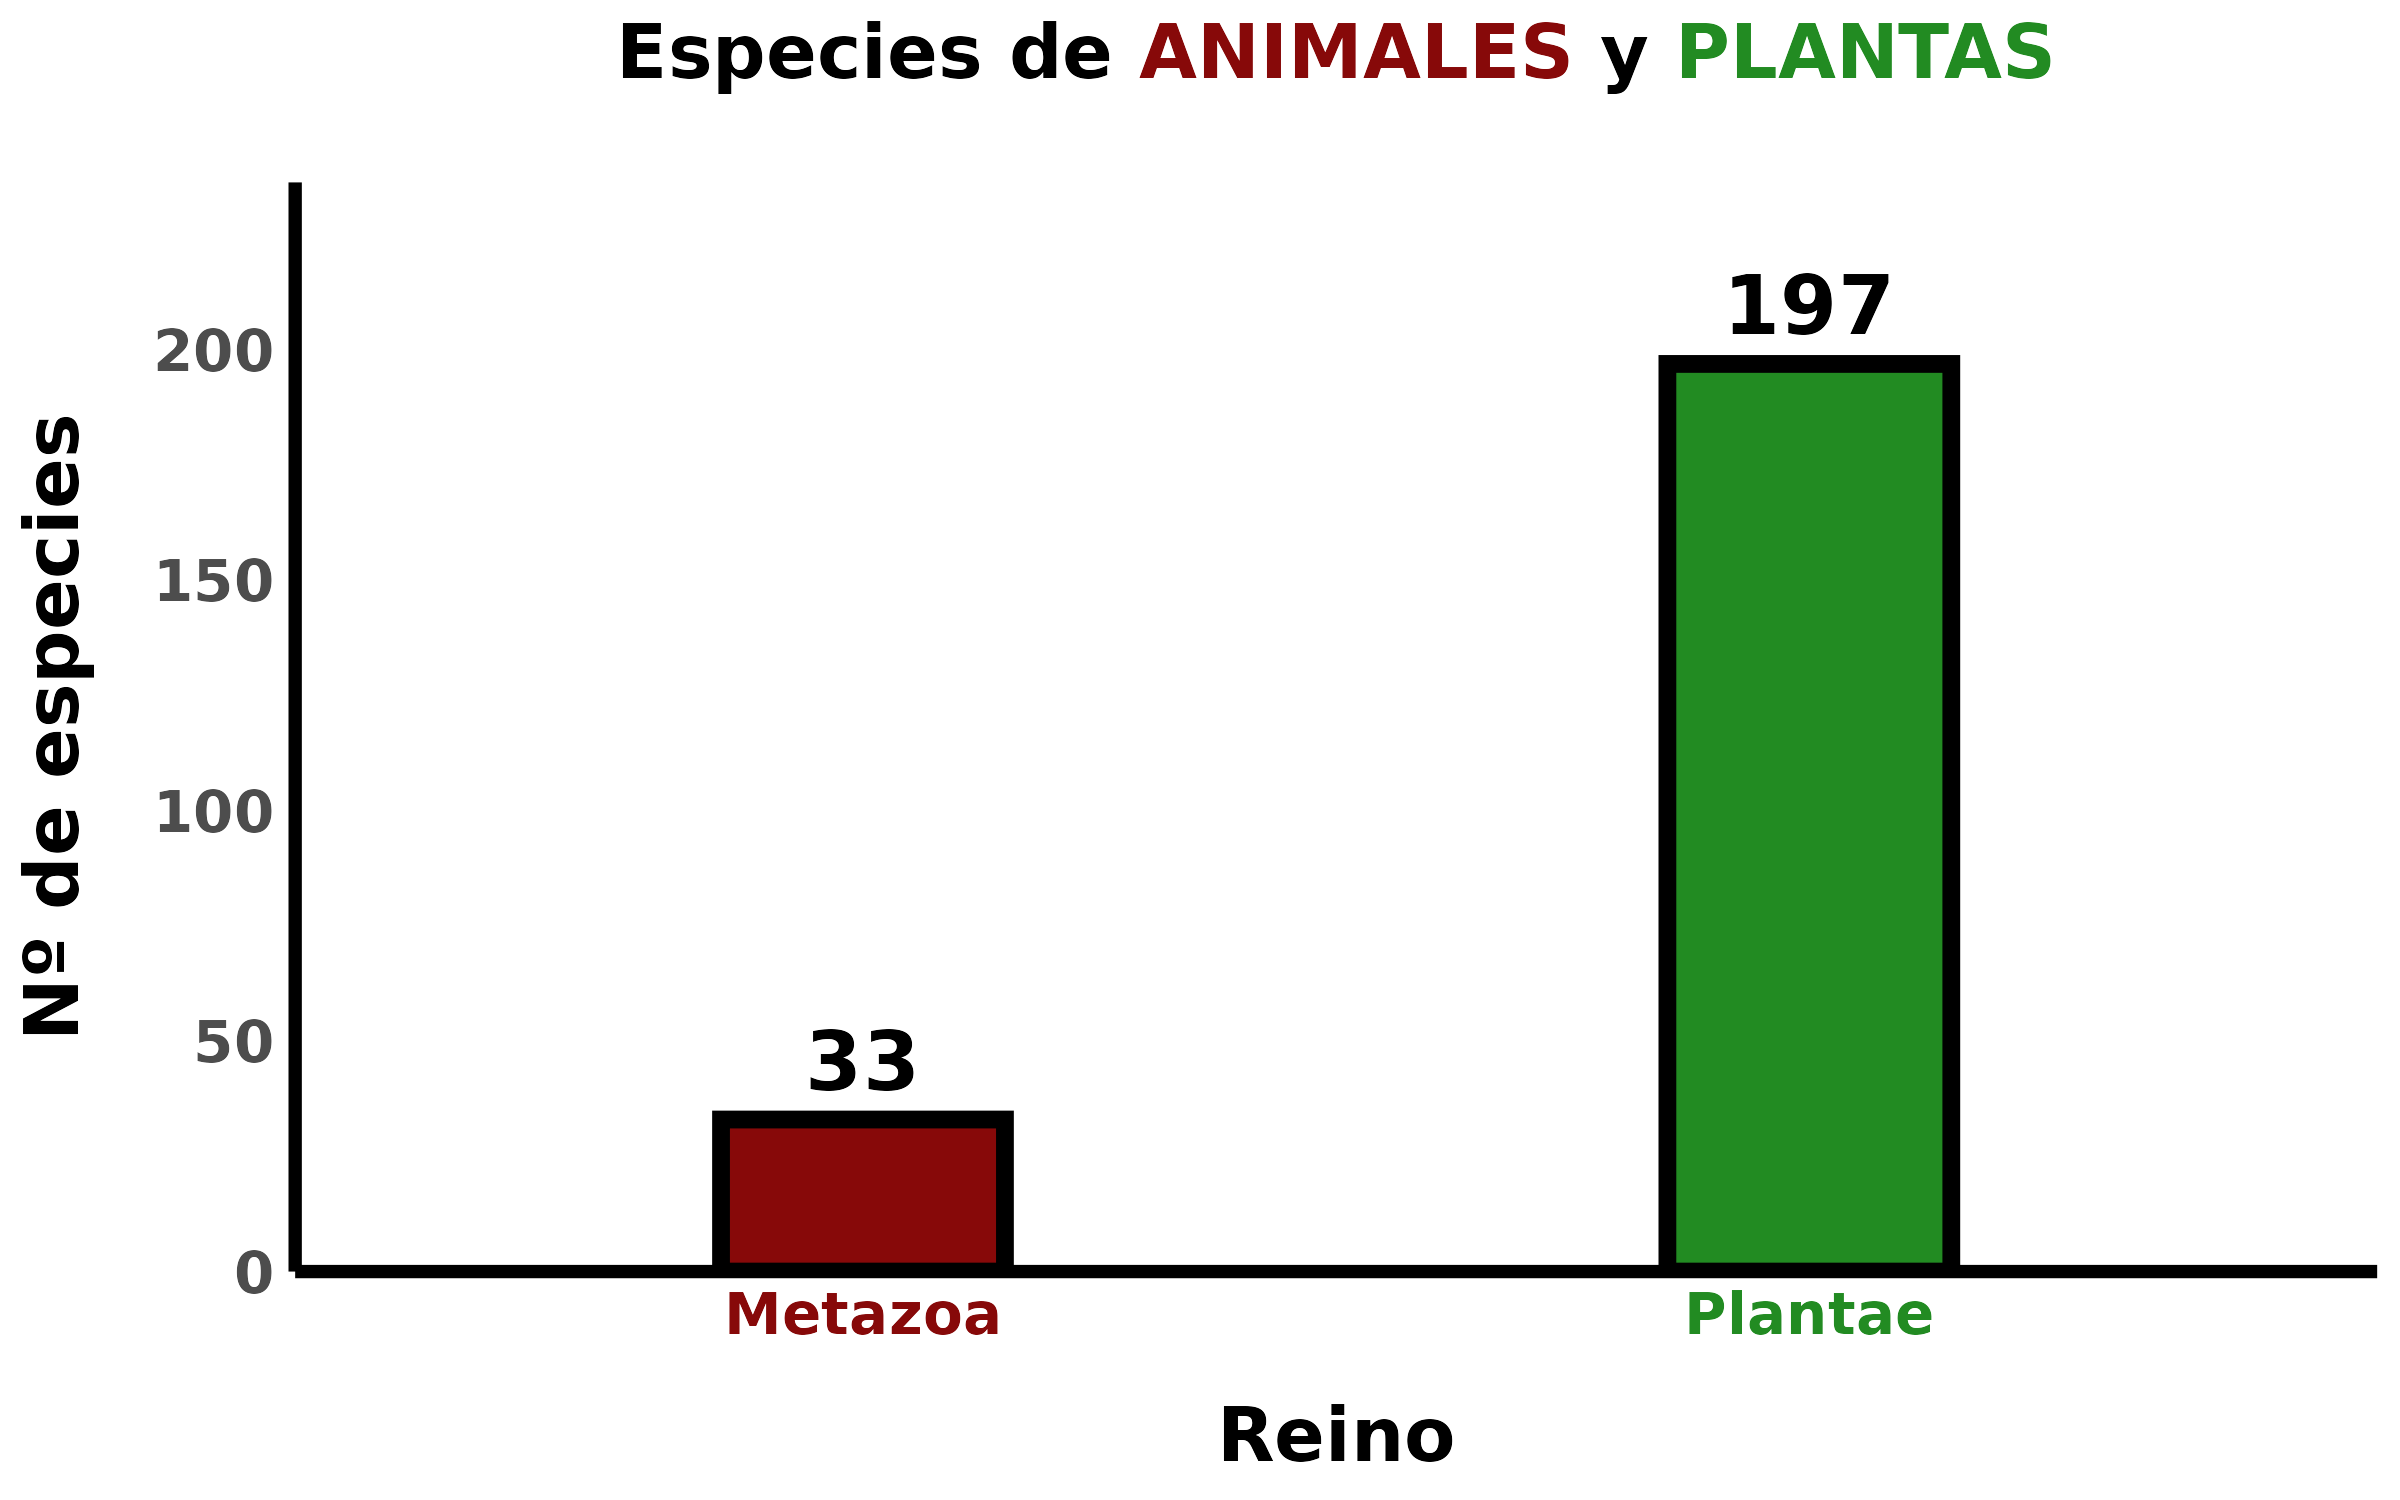 Especies de ANIMALES y PLANTAS
Nº de especies
200
150
100
50
0
33
197
Metazoa
Plantae
Reino